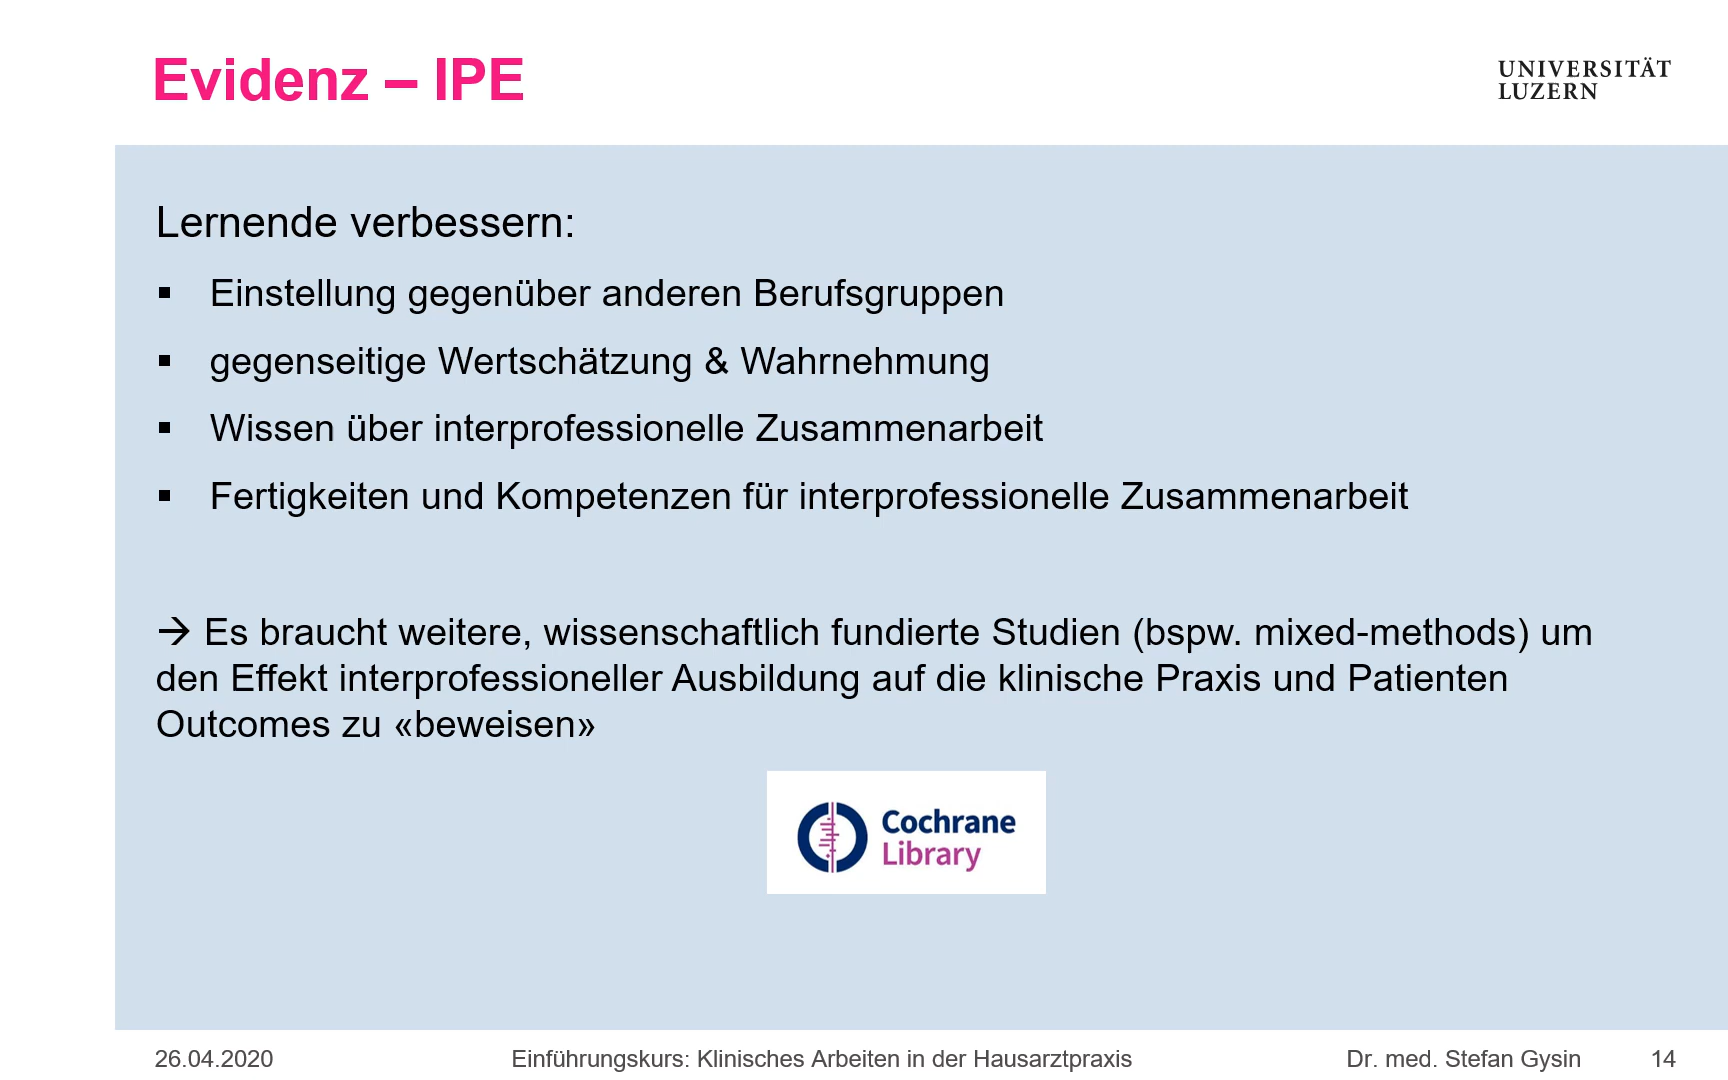 Evidenz – IPE
UNIVERSITÄT
LUZERN
Lernende verbessern:
▪ Einstellung gegenüber anderen Berufsgruppen
▪ gegenseitige Wertschätzung & Wahrnehmung
▪ Wissen über interprofessionelle Zusammenarbeit
▪ Fertigkeiten und Kompetenzen für interprofessionelle Zusammenarbeit
→ Es braucht weitere, wissenschaftlich fundierte Studien (bspw. mixed-methods) um
den Effekt interprofessioneller Ausbildung auf die klinische Praxis und Patienten
Outcomes zu «beweisen»
Cochrane
Library
26.04.2020 Einführungskurs: Klinisches Arbeiten in der Hausarztpraxis Dr. med. Stefan Gysin 14